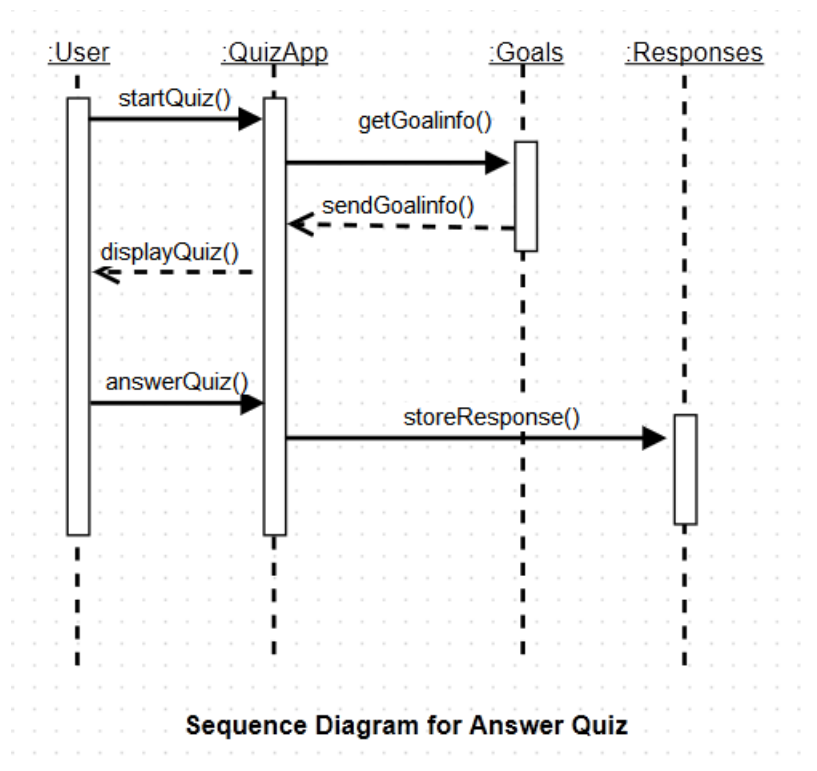 :User :QuizApp :Goals :Responses
startQuiz()
getGoalinfo()
sendGoalinfo()
displayQuiz()
answerQuiz()
storeResponse()
Sequence Diagram for Answer Quiz